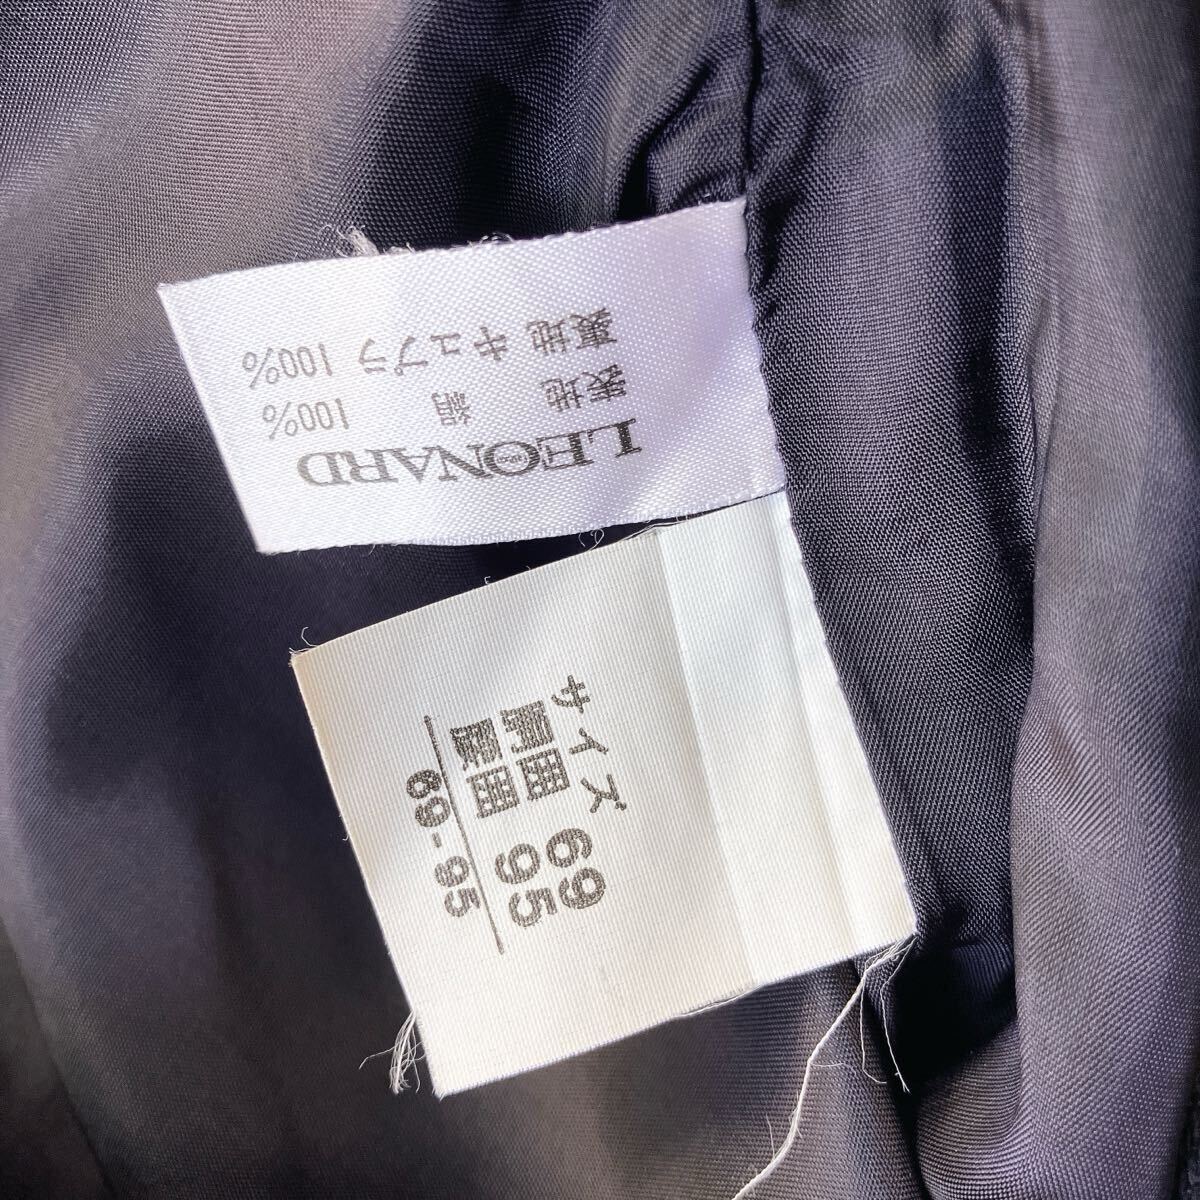 LEONARD
表地 綿 100%
裏地 キュプラ 100%
サイズ
胴囲 69
腰囲 95
69-95